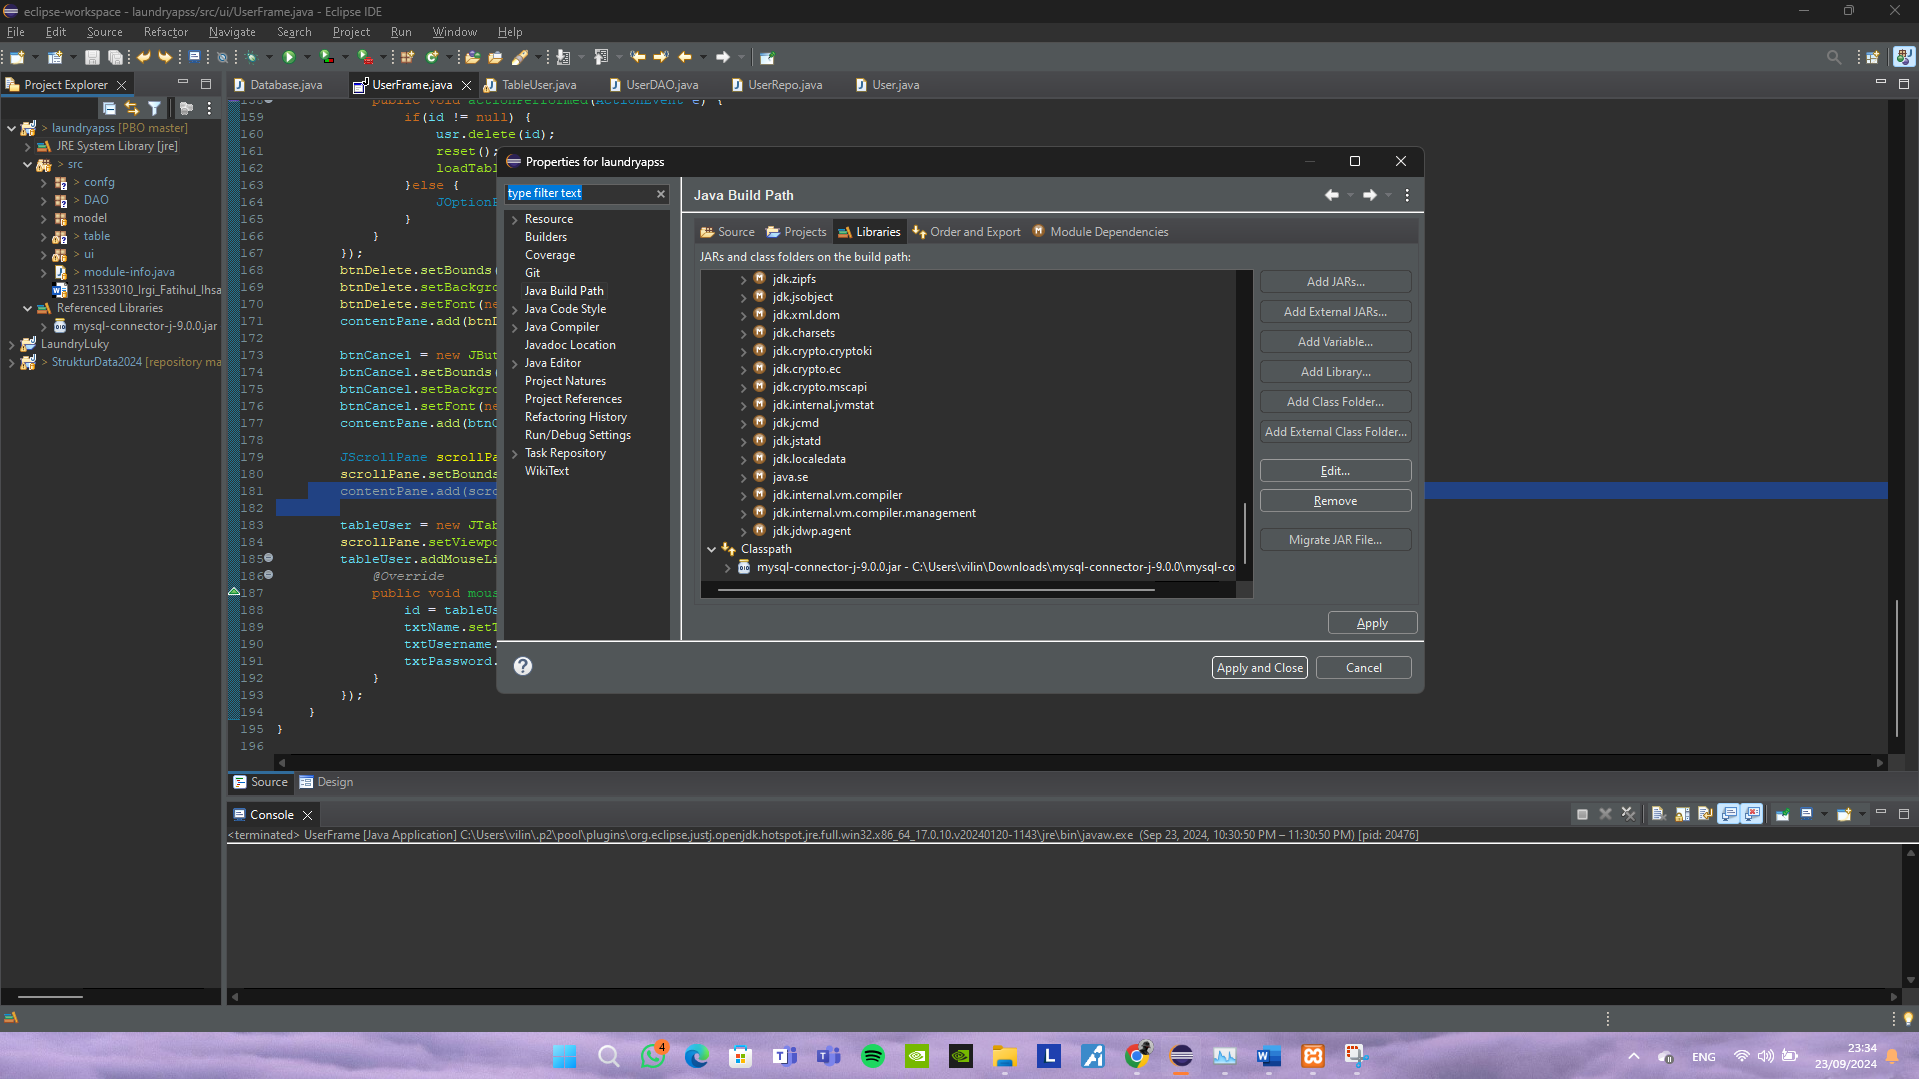 eclipse-workspace - laundryapss/src/ui/UserFrame.java - Eclipse IDE
File Edit Source Refactor Navigate Search Project Run Window Help
Project Explorer
Database.java UserFrame.java TableUser.java UserDAO.java UserRepo.java User.java
> laundryapss [PBO master]
JRE System Library [jre]
> src
> confg
> DAO
model
> table
> ui
> module-info.java
2311533010_Irgi_Fatihul_Ihsa
Referenced Libraries
mysql-connector-j-9.0.0.jar
LaundryLuky
> StrukturData2024 [repository ma
158 public void actionPerformed(ActionEvent e) {
159 if(id != null) {
160 usr.delete(id);
161 reset();
162 loadTabl
163 }else {
164 JOptionP
165 }
166 }
167 });
168 btnDelete.setBounds(
169 btnDelete.setBackgro
170 btnDelete.setFont(ne
171 contentPane.add(btnD
172
173 btnCancel = new JBut
174 btnCancel.setBounds(
175 btnCancel.setBackgro
176 btnCancel.setFont(ne
177 contentPane.add(btnC
178
179 JScrollPane scrollPa
180 scrollPane.setBounds
181 contentPane.add(scro
182
183 tableUser = new JTab
184 scrollPane.setViewpo
185 tableUser.addMouseLi
186 @Override
187 public void mous
188 id = tableUs
189 txtName.setT
190 txtUsername.
191 txtPassword.
192 }
193 });
194 }
195 }
196
Properties for laundryapss
type filter text
Resource
Builders
Coverage
Git
Java Build Path
Java Code Style
Java Compiler
Javadoc Location
Java Editor
Project Natures
Project References
Refactoring History
Run/Debug Settings
Task Repository
WikiText
Java Build Path
Source Projects Libraries Order and Export Module Dependencies
JARs and class folders on the build path:
jdk.zipfs
jdk.jsobject
jdk.xml.dom
jdk.charsets
jdk.crypto.cryptoki
jdk.crypto.ec
jdk.crypto.mscapi
jdk.internal.jvmstat
jdk.jcmd
jdk.jstatd
jdk.localedata
java.se
jdk.internal.vm.compiler
jdk.internal.vm.compiler.management
jdk.jdwp.agent
Classpath
mysql-connector-j-9.0.0.jar - C:\Users\vilin\Downloads\mysql-connector-j-9.0.0\mysql-co
Add JARs...
Add External JARs...
Add Variable...
Add Library...
Add Class Folder...
Add External Class Folder...
Edit...
Remove
Migrate JAR File...
Apply
Apply and Close Cancel
Source Design
Console
<terminated> UserFrame [Java Application] C:\Users\vilin\.p2\pool\plugins\org.eclipse.justj.openjdk.hotspot.jre.full.win32.x86_64_17.0.10.v20240120-1143\jre\bin\javaw.exe (Sep 23, 2024, 10:30:50 PM – 11:30:50 PM) [pid: 20476]
4
ENG
23:34
23/09/2024